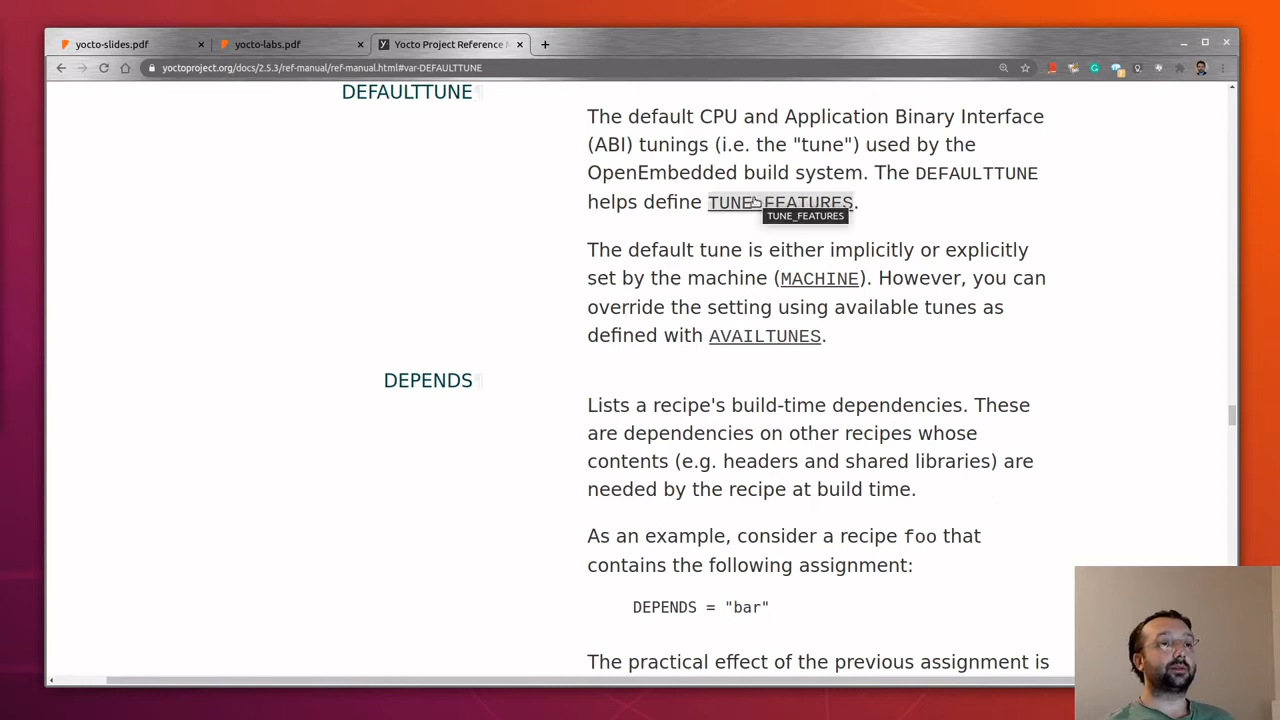 yocto-slides.pdf
yocto-labs.pdf
Yocto Project Reference M
yoctoproject.org/docs/2.5.3/ref-manual/ref-manual.html#var-DEFAULTTUNE
DEFAULTTUNE¶
The default CPU and Application Binary Interface
(ABI) tunings (i.e. the "tune") used by the
OpenEmbedded build system. The DEFAULTTUNE
helps define TUNE_FEATURES.
TUNE_FEATURES
The default tune is either implicitly or explicitly
set by the machine (MACHINE). However, you can
override the setting using available tunes as
defined with AVAILTUNES.
DEPENDS¶
Lists a recipe's build-time dependencies. These
are dependencies on other recipes whose
contents (e.g. headers and shared libraries) are
needed by the recipe at build time.
As an example, consider a recipe foo that
contains the following assignment:
DEPENDS = "bar"
The practical effect of the previous assignment is